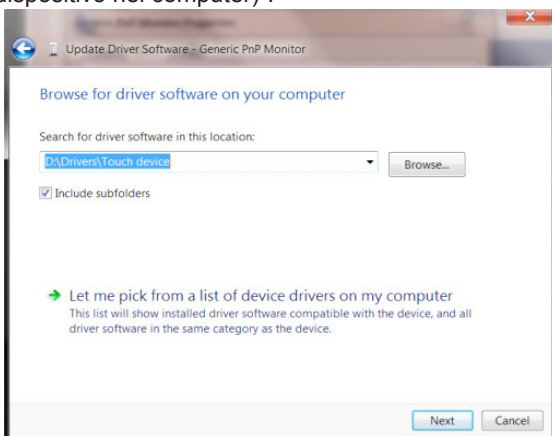 dispositivo nel computer) .
Update Driver Software - Generic PnP Monitor
Browse for driver software on your computer
Search for driver software in this location:
D:\Drivers\Touch device
Browse...
Include subfolders
Let me pick from a list of device drivers on my computer
This list will show installed driver software compatible with the device, and all
driver software in the same category as the device.
Next Cancel